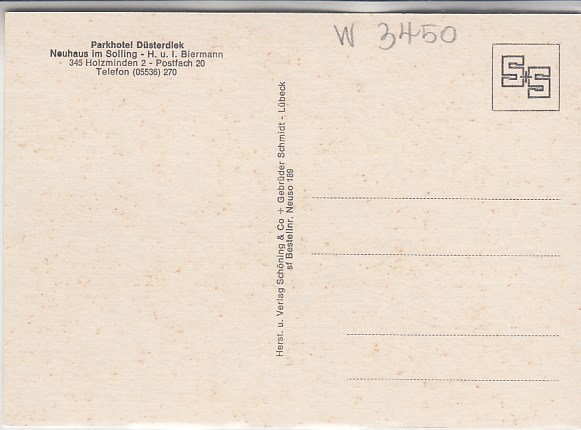 Parkhotel Düsterdiek
Neuhaus im Solling - H. u. I. Biermann
345 Holzminden 2 - Postfach 20
Telefon (05536) 270
W 3450
S+S
Herst. u. Verlag Schöning & Co + Gebrüder Schmidt - Lübeck
sf Bestellnr. Neuso 189